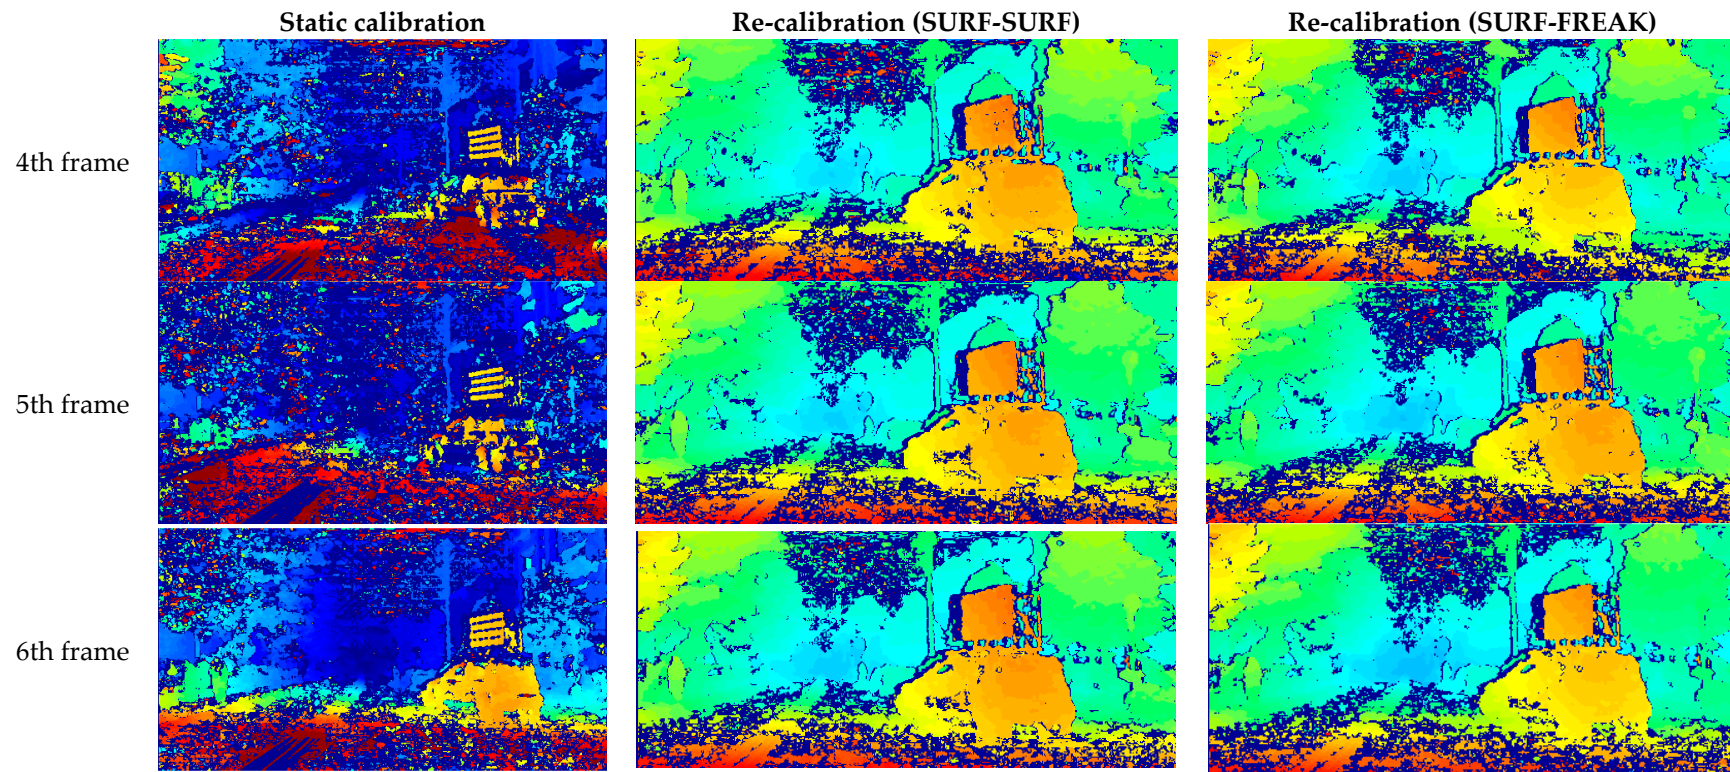 Static calibration
Re-calibration (SURF-SURF)
Re-calibration (SURF-FREAK)
4th frame
5th frame
6th frame